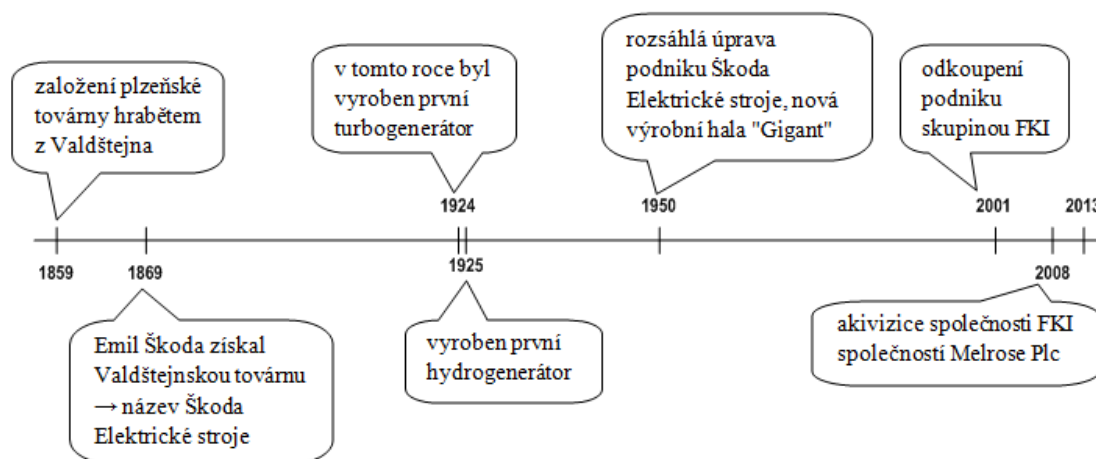 založení plzeňské
továrny hrabětem
z Valdštejna
v tomto roce byl
vyroben první
turbogenerátor
rozsáhlá úprava
podniku Škoda
Elektrické stroje, nová
výrobní hala "Gigant"
odkoupení
podniku
skupinou FKI
1924
1950
2001
2013
1859
1869
1925
2008
Emil Škoda získal
Valdštejnskou továrnu
→ název Škoda
Elektrické stroje
vyroben první
hydrogenerátor
akivizice společnosti FKI
společností Melrose Plc